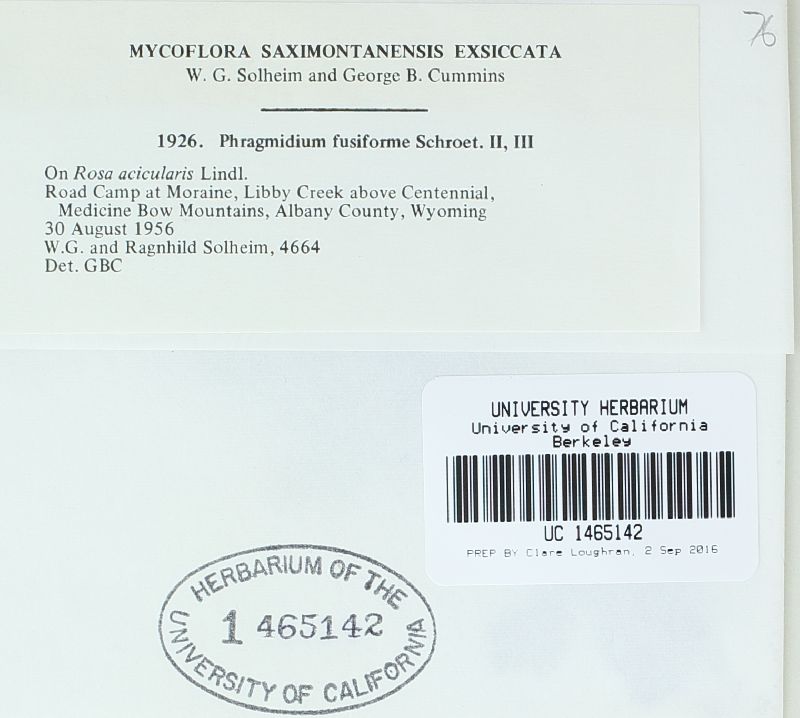 76
MYCOFLORA SAXIMONTANENSIS EXSICCATA
W. G. Solheim and George B. Cummins
1926. Phragmidium fusiforme Schroet. II, III
On Rosa acicularis Lindl.
Road Camp at Moraine, Libby Creek above Centennial,
Medicine Bow Mountains, Albany County, Wyoming
30 August 1956
W.G. and Ragnhild Solheim, 4664
Det. GBC
UNIVERSITY HERBARIUM
University of California
Berkeley
UC 1465142
PREP BY Clare Loughran, 2 Sep 2016
HERBARIUM OF THE
1 465142
UNIVERSITY OF CALIFORNIA